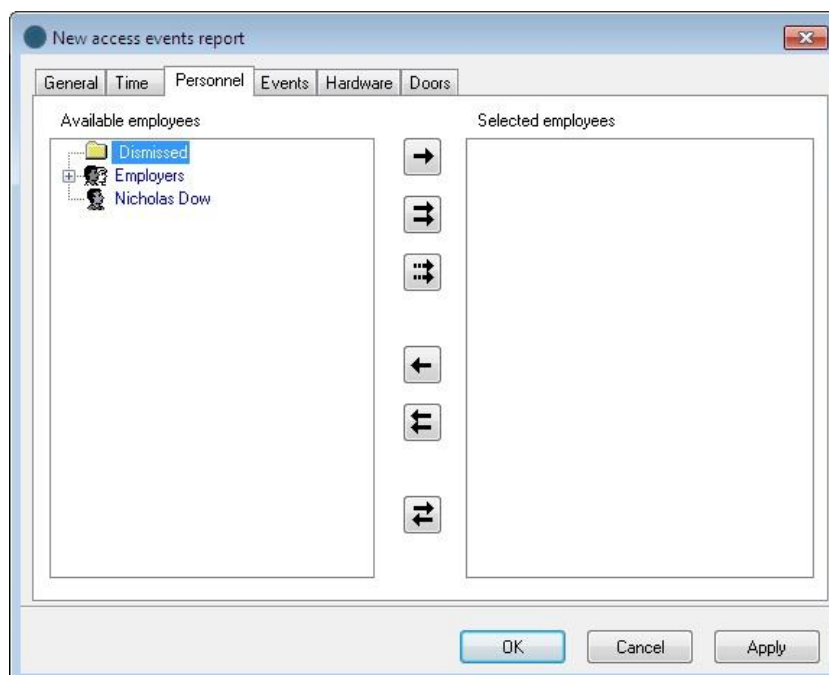 New access events report
General Time Personnel Events Hardware Doors
Available employees
Selected employees
Dismissed
Employers
Nicholas Dow
OK Cancel Apply